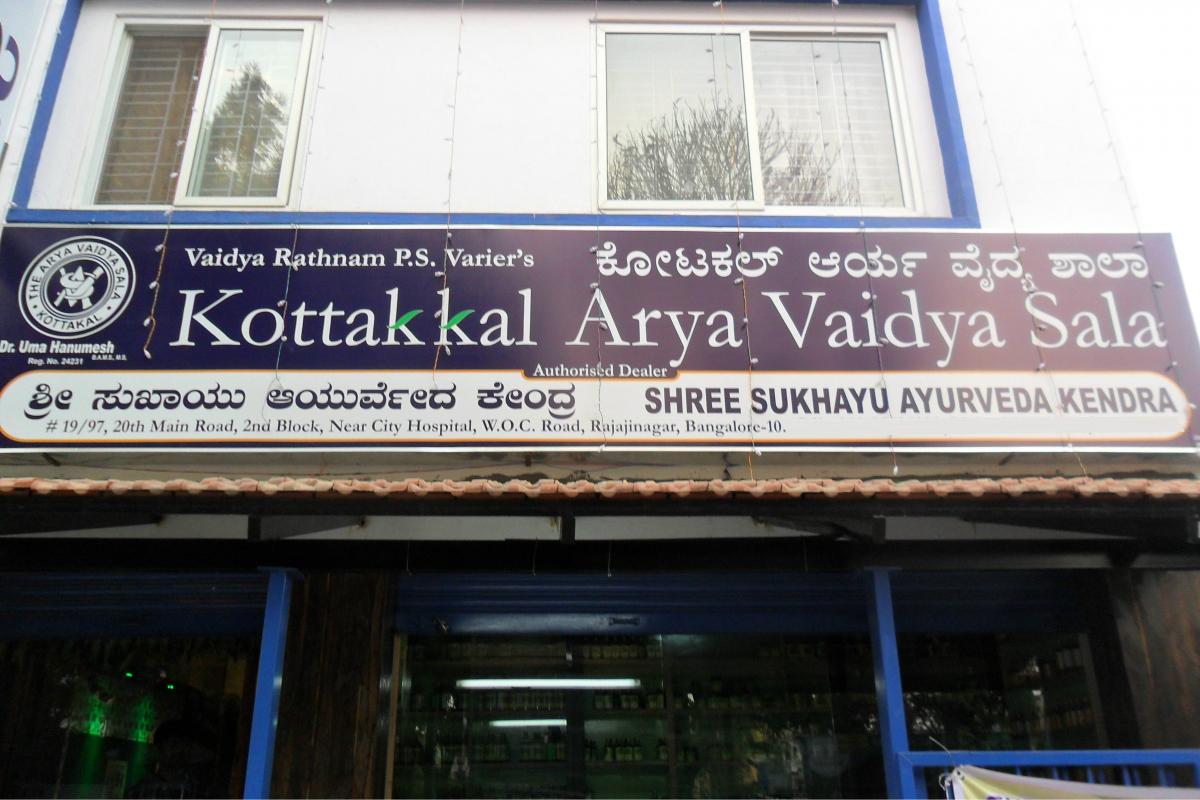 THE ARYA VAIDYA SALA
KOTTAKAL
Dr. Uma Hanumesh
B.A.M.S, M.S.
Reg. No. 24231
Vaidya Rathnam P.S. Varier's ಕೋಟಕಲ್ ಆರ್ಯ ವೈದ್ಯ ಶಾಲಾ
Kottakkal Arya Vaidya Sala
Authorised Dealer
ಶ್ರೀ ಸುಖಾಯು ಆಯುರ್ವೇದ ಕೇಂದ್ರ SHREE SUKHAYU AYURVEDA KENDRA
# 19/97, 20th Main Road, 2nd Block, Near City Hospital, W.O.C. Road, Rajajinagar, Bangalore-10.